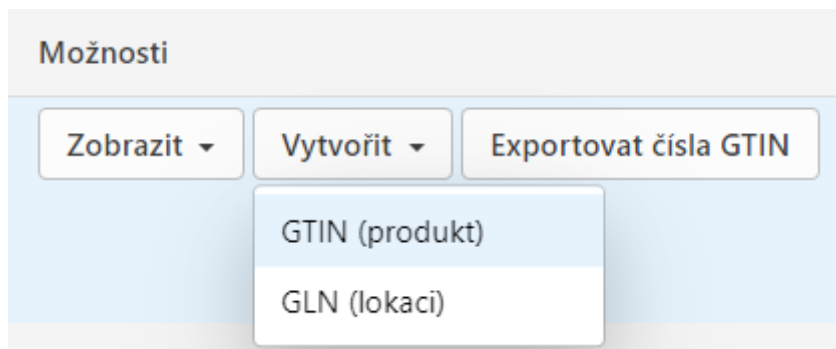 Možnosti
Zobrazit Vytvořit Exportovat čísla GTIN
GTIN (produkt)
GLN (lokaci)